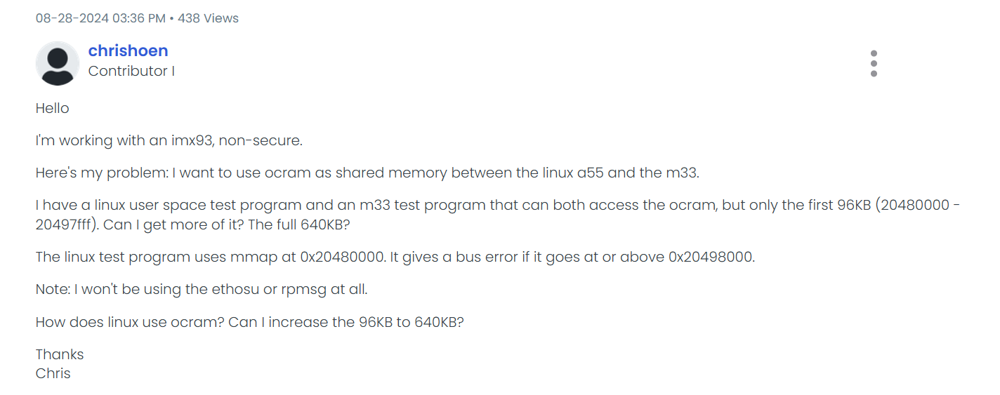 08-28-2024 03:36 PM • 438 Views
chrishoen
Contributor I
Hello
I'm working with an imx93, non-secure.
Here's my problem: I want to use ocram as shared memory between the linux a55 and the m33.
I have a linux user space test program and an m33 test program that can both access the ocram, but only the first 96KB (20480000 -
20497fff). Can I get more of it? The full 640KB?
The linux test program uses mmap at 0x20480000. It gives a bus error if it goes at or above 0x20498000.
Note: I won't be using the ethosu or rpmsg at all.
How does linux use ocram? Can I increase the 96KB to 640KB?
Thanks
Chris